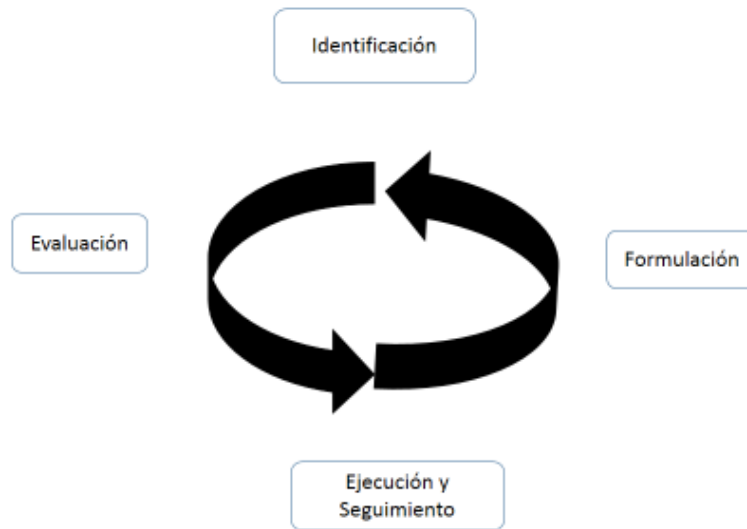 Identificación
Evaluación
Formulación
Ejecución y
Seguimiento